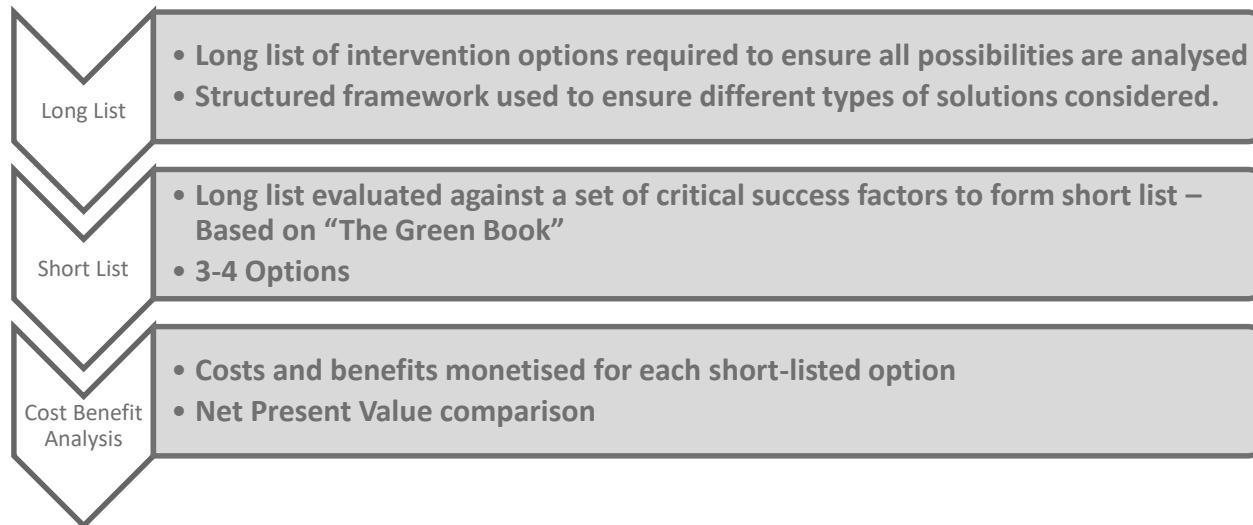 Long List
• Long list of intervention options required to ensure all possibilities are analysed
• Structured framework used to ensure different types of solutions considered.
Short List
• Long list evaluated against a set of critical success factors to form short list –
Based on “The Green Book”
• 3-4 Options
Cost Benefit
Analysis
• Costs and benefits monetised for each short-listed option
• Net Present Value comparison